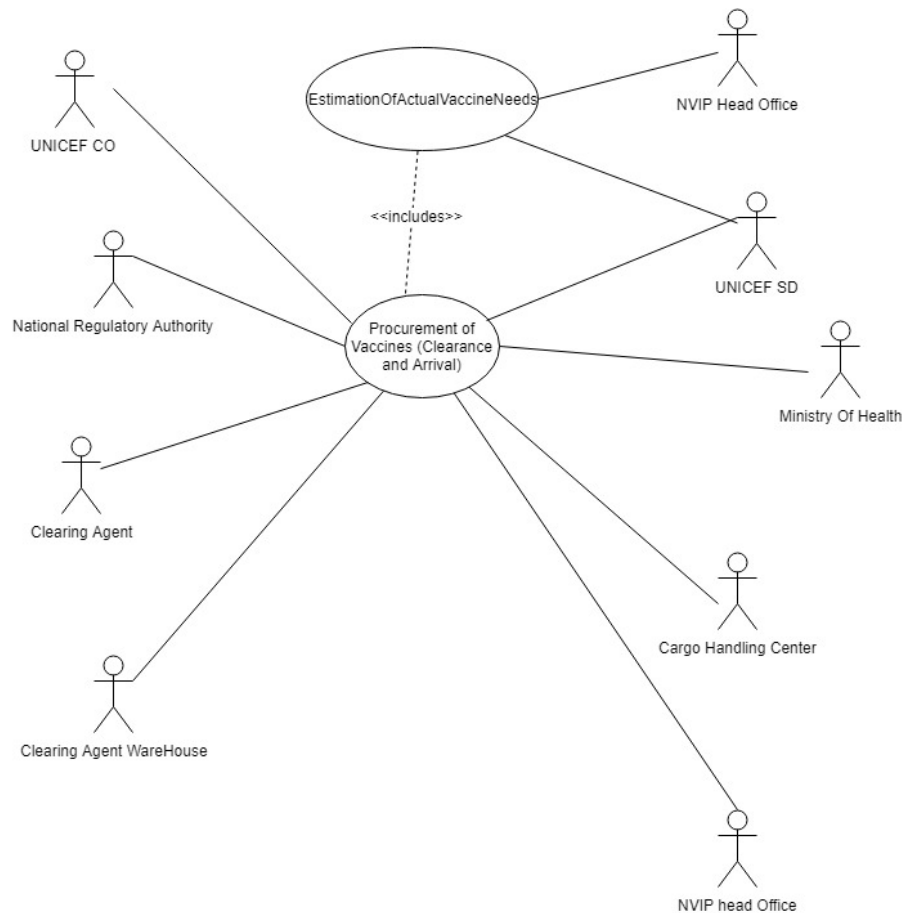 NVIP Head Office
EstimationOfActualVaccineNeeds
UNICEF CO
<<includes>>
UNICEF SD
National Regulatory Authority
Procurement of
Vaccines (Clearance
and Arrival)
Ministry Of Health
Clearing Agent
Cargo Handling Center
Clearing Agent WareHouse
NVIP head Office